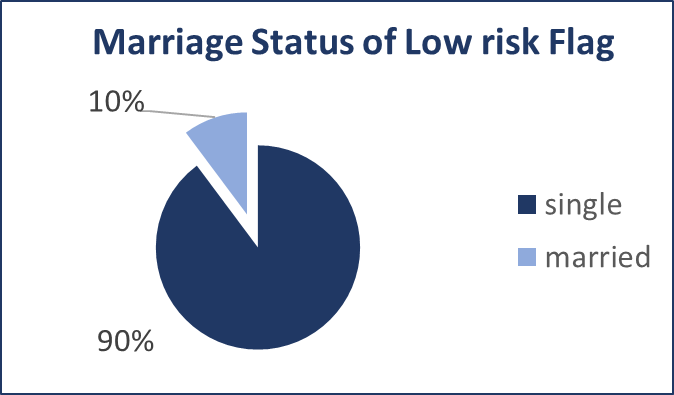 Marriage Status of Low risk Flag
10%
single
married
90%